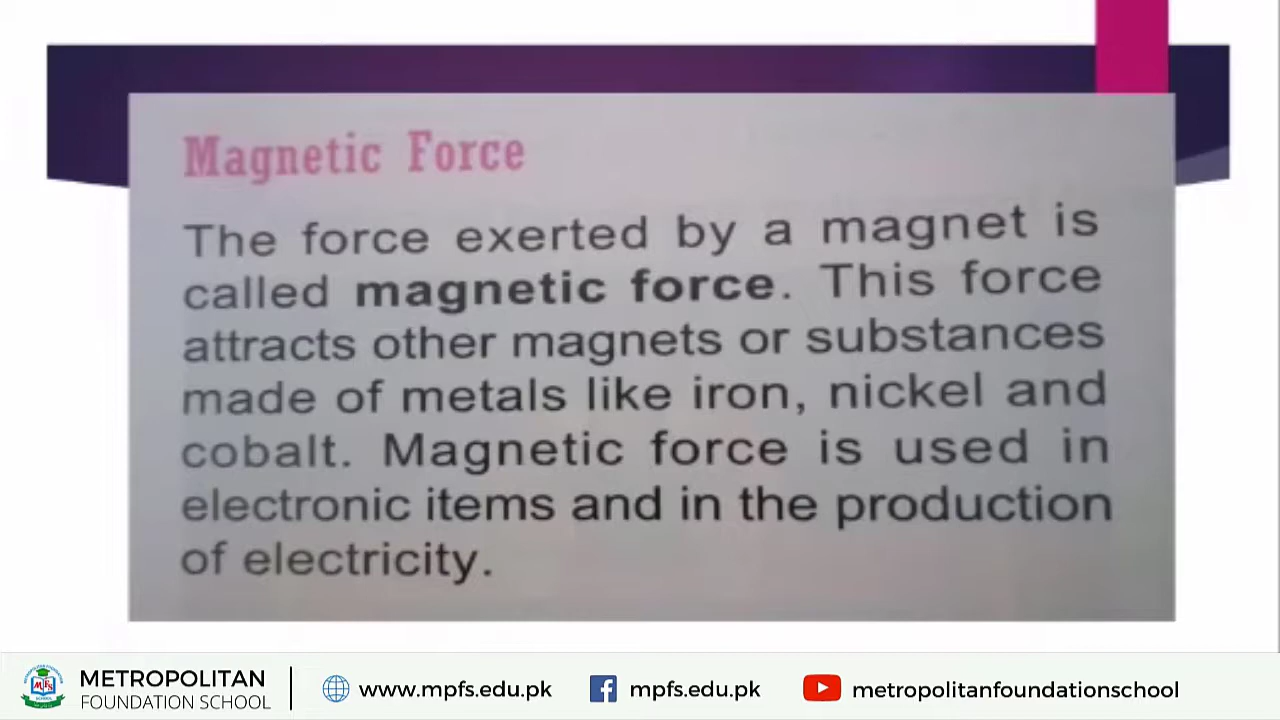 Magnetic Force
The force exerted by a magnet is
called magnetic force. This force
attracts other magnets or substances
made of metals like iron, nickel and
cobalt. Magnetic force is used in
electronic items and in the production
of electricity.
METROPOLITAN
FOUNDATION SCHOOL
www.mpfs.edu.pk
mpfs.edu.pk
metropolitanfoundationschool